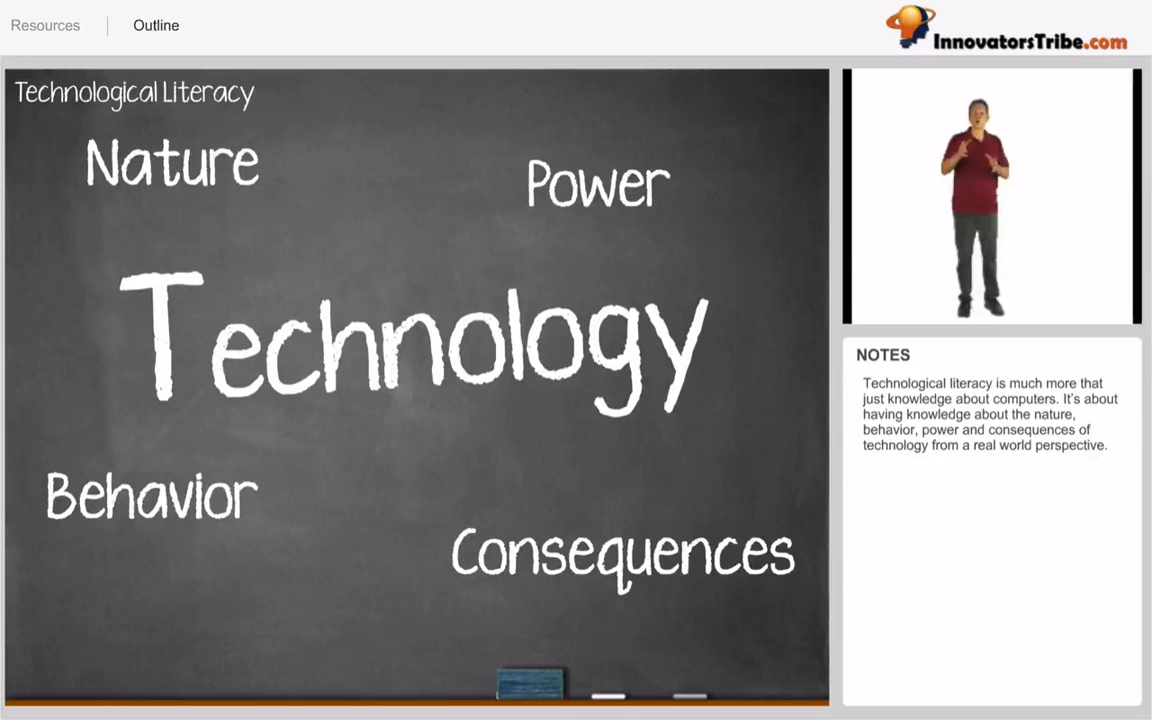 Resources
Outline
InnovatorsTribe.com
Technological Literacy
Nature
Power
Technology
Behavior
Consequences
NOTES
Technological literacy is much more that
just knowledge about computers. It's about
having knowledge about the nature,
behavior, power and consequences of
technology from a real world perspective.